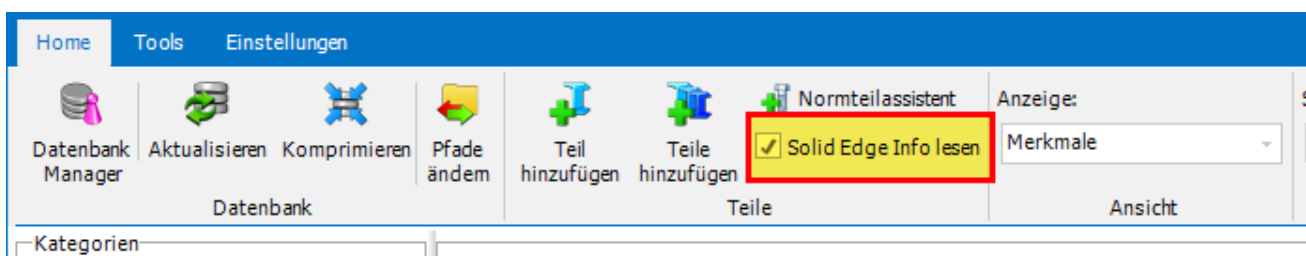 Home Tools Einstellungen
Normteilassistent Anzeige:
Datenbank Aktualisieren Komprimieren Pfade Teil Teile Solid Edge Info lesen Merkmale
Manager ändern hinzufügen hinzufügen
Datenbank Teile Ansicht
Kategorien